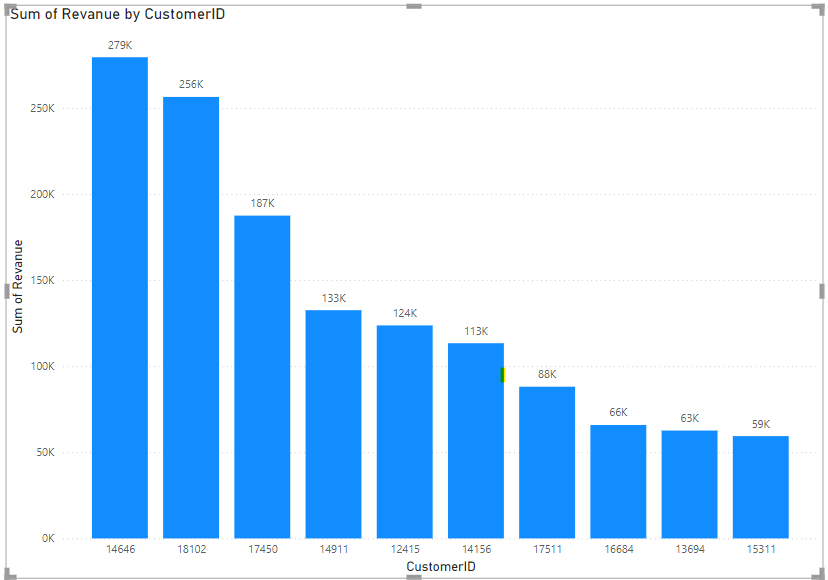 Sum of Revanue by CustomerID
279K
256K
250K
200K
187K
Sum of Revanue
150K
133K
124K
113K
100K
88K
66K
63K
59K
50K
0K
14646 18102 17450 14911 12415 14156 17511 16684 13694 15311
CustomerID